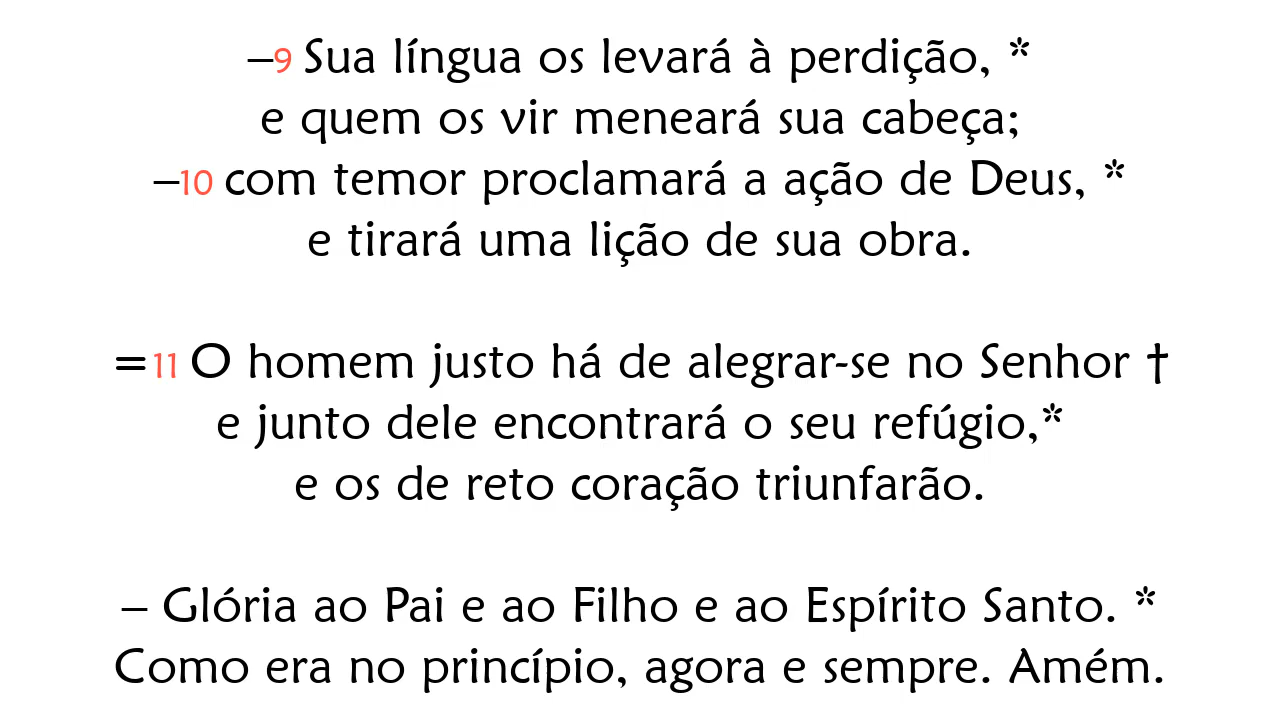 –9 Sua língua os levará à perdição, *
e quem os vir meneará sua cabeça;
–10 com temor proclamará a ação de Deus, *
e tirará uma lição de sua obra.
=11 O homem justo há de alegrar-se no Senhor †
e junto dele encontrará o seu refúgio,*
e os de reto coração triunfarão.
– Glória ao Pai e ao Filho e ao Espírito Santo. *
Como era no princípio, agora e sempre. Amém.